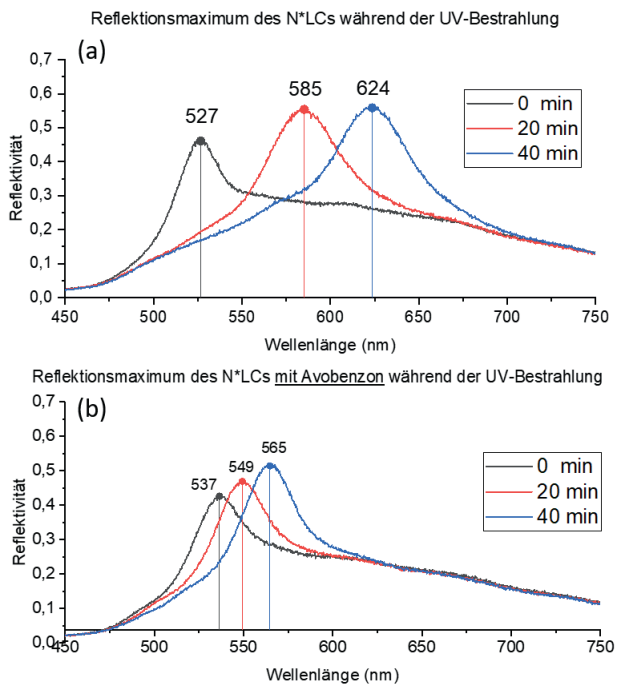 Reflektionsmaximum des N*LCs während der UV-Bestrahlung
(a)
527
585
624
0 min
20 min
40 min
Reflektivität
0,7
0,6
0,5
0,4
0,3
0,2
0,1
0,0
450 500 550 600 650 700 750
Wellenlänge (nm)
Reflektionsmaximum des N*LCs mit Avobenzon während der UV-Bestrahlung
(b)
537
549
565
0 min
20 min
40 min
Reflektivität
0,7
0,6
0,5
0,4
0,3
0,2
0,1
0,0
450 500 550 600 650 700 750
Wellenlänge (nm)